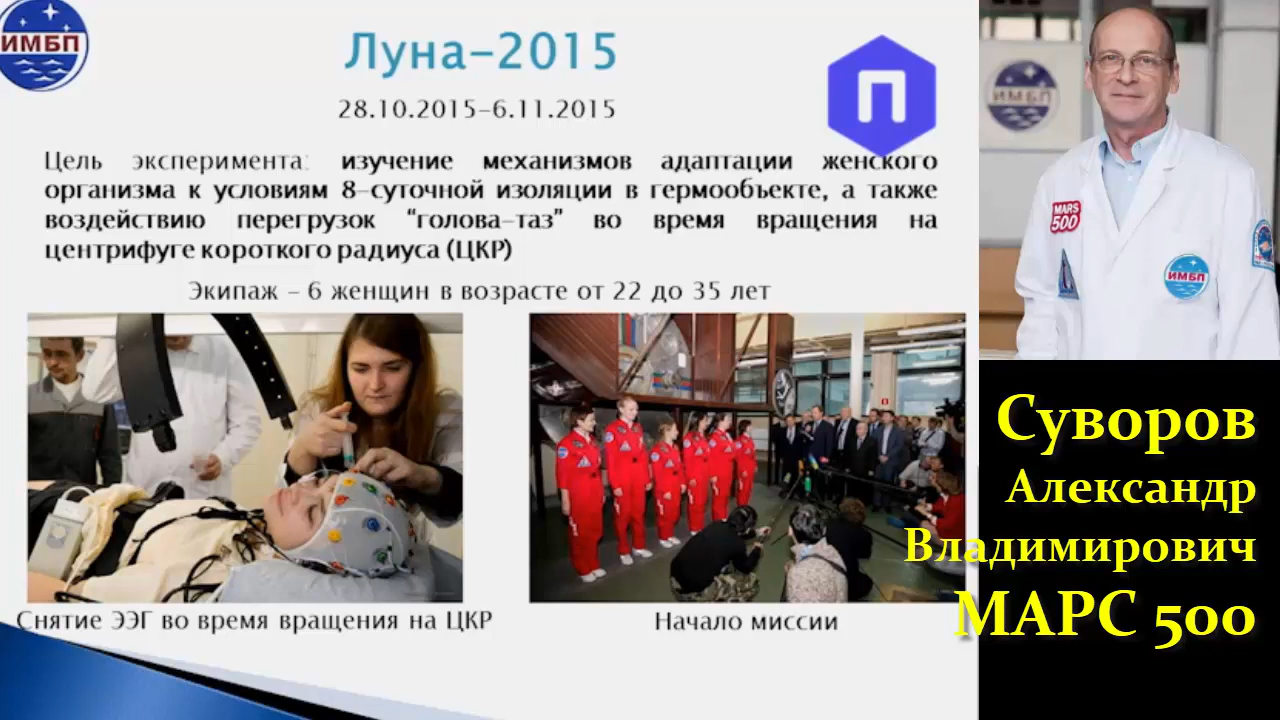 ИМБП
Луна-2015
28.10.2015-6.11.2015
П
Цель эксперимента: изучение механизмов адаптации женского
организма к условиям 8-суточной изоляции в гермообъекте, а также
воздействию перегрузок “голова-таз” во время вращения на
центрифуге короткого радиуса (ЦКР)
Экипаж – 6 женщин в возрасте от 22 до 35 лет
Снятие ЭЭГ во время вращения на ЦКР
Начало миссии
ИМБП
MARS
500
ИМБП
Суворов
Александр
Владимирович
МАРС 500